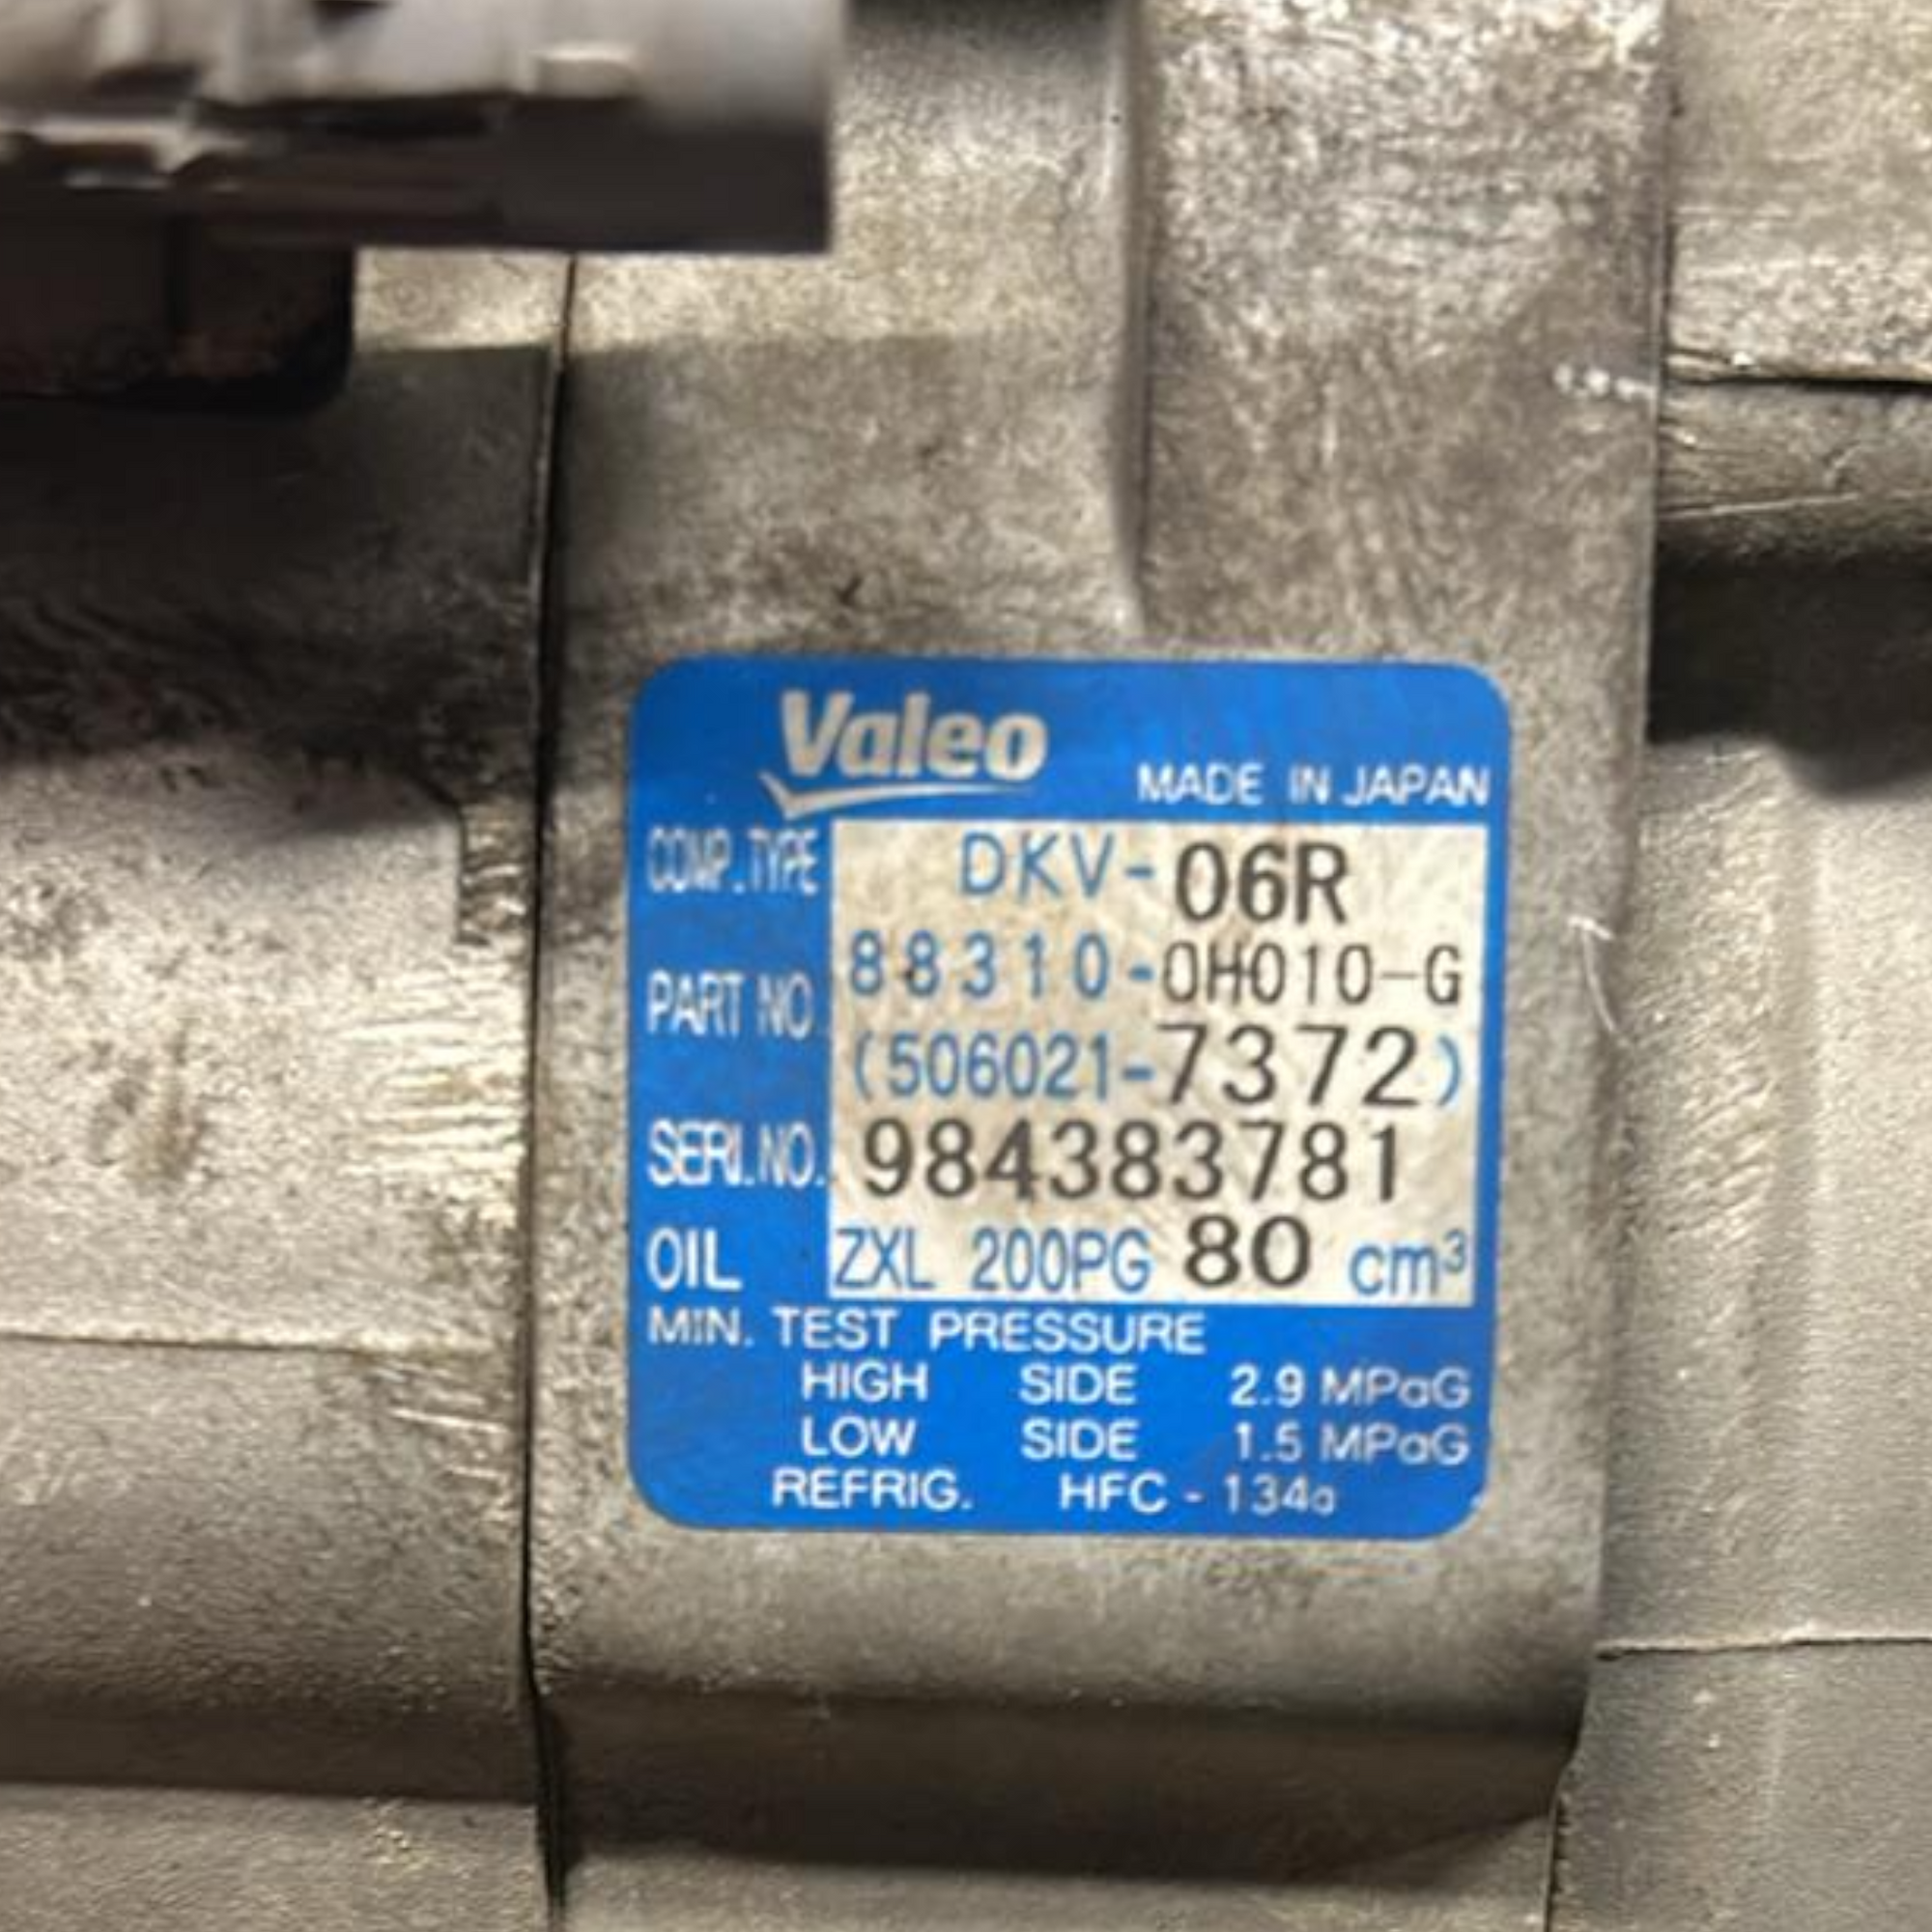 Valeo
MADE IN JAPAN
COMP.TYPE DKV-06R
PART NO. 88310-0H010-G
(506021-7372)
SERI.NO. 984383781
OIL ZXL 200PG 80 cm³
MIN. TEST PRESSURE
HIGH SIDE 2.9 MPaG
LOW SIDE 1.5 MPaG
REFRIG. HFC - 134a